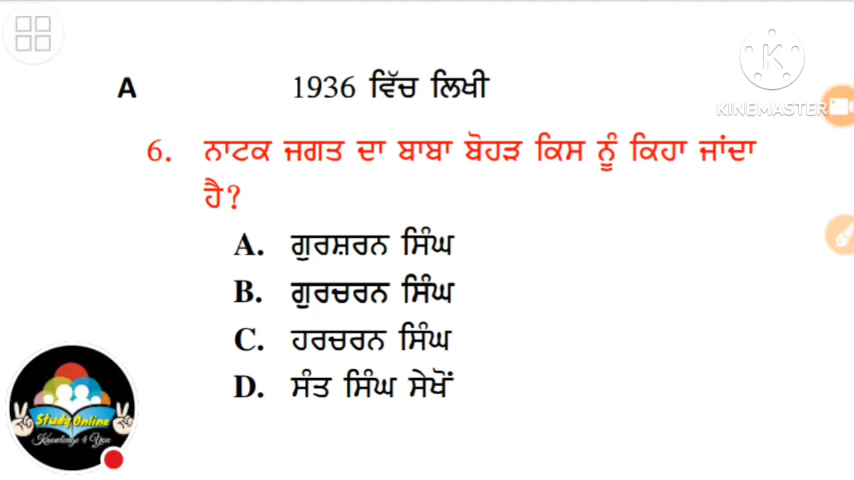 KINEMASTER
A 1936 ਵਿੱਚ ਲਿਖੀ
6. ਨਾਟਕ ਜਗਤ ਦਾ ਬਾਬਾ ਬੋਹੜ ਕਿਸ ਨੂੰ ਕਿਹਾ ਜਾਂਦਾ
ਹੈ?
A. ਗੁਰਸ਼ਰਨ ਸਿੰਘ
B. ਗੁਰਚਰਨ ਸਿੰਘ
C. ਹਰਚਰਨ ਸਿੰਘ
D. ਸੰਤ ਸਿੰਘ ਸੇਖੋਂ
Study Online
Knowledge 4 You